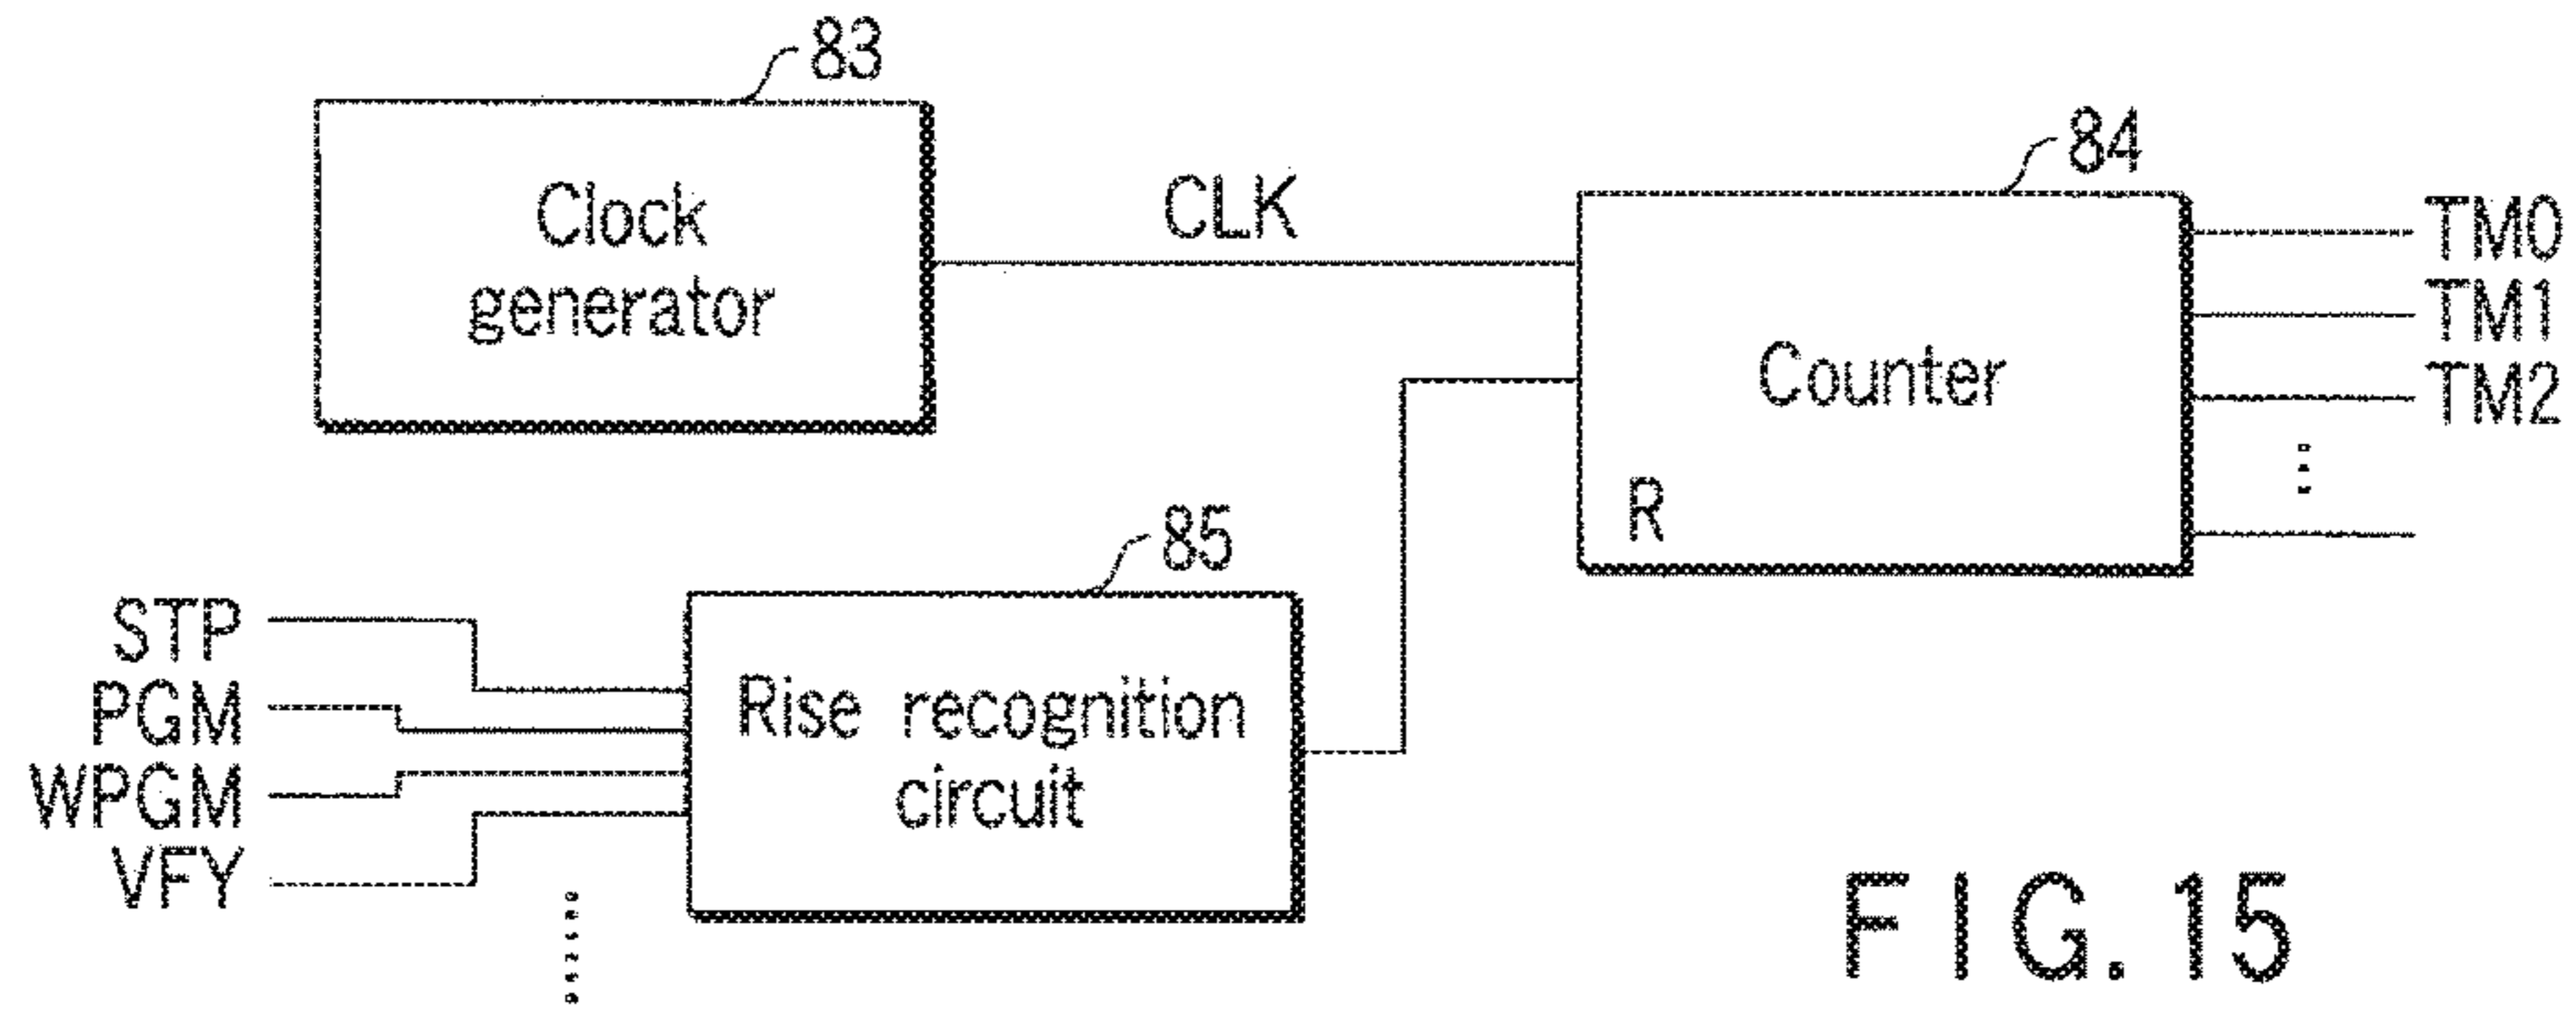 83
Clock
generator
CLK
84
Counter
R
TM0
TM1
TM2
85
Rise recognition
circuit
STP
PGM
WPGM
VFY
FIG.15